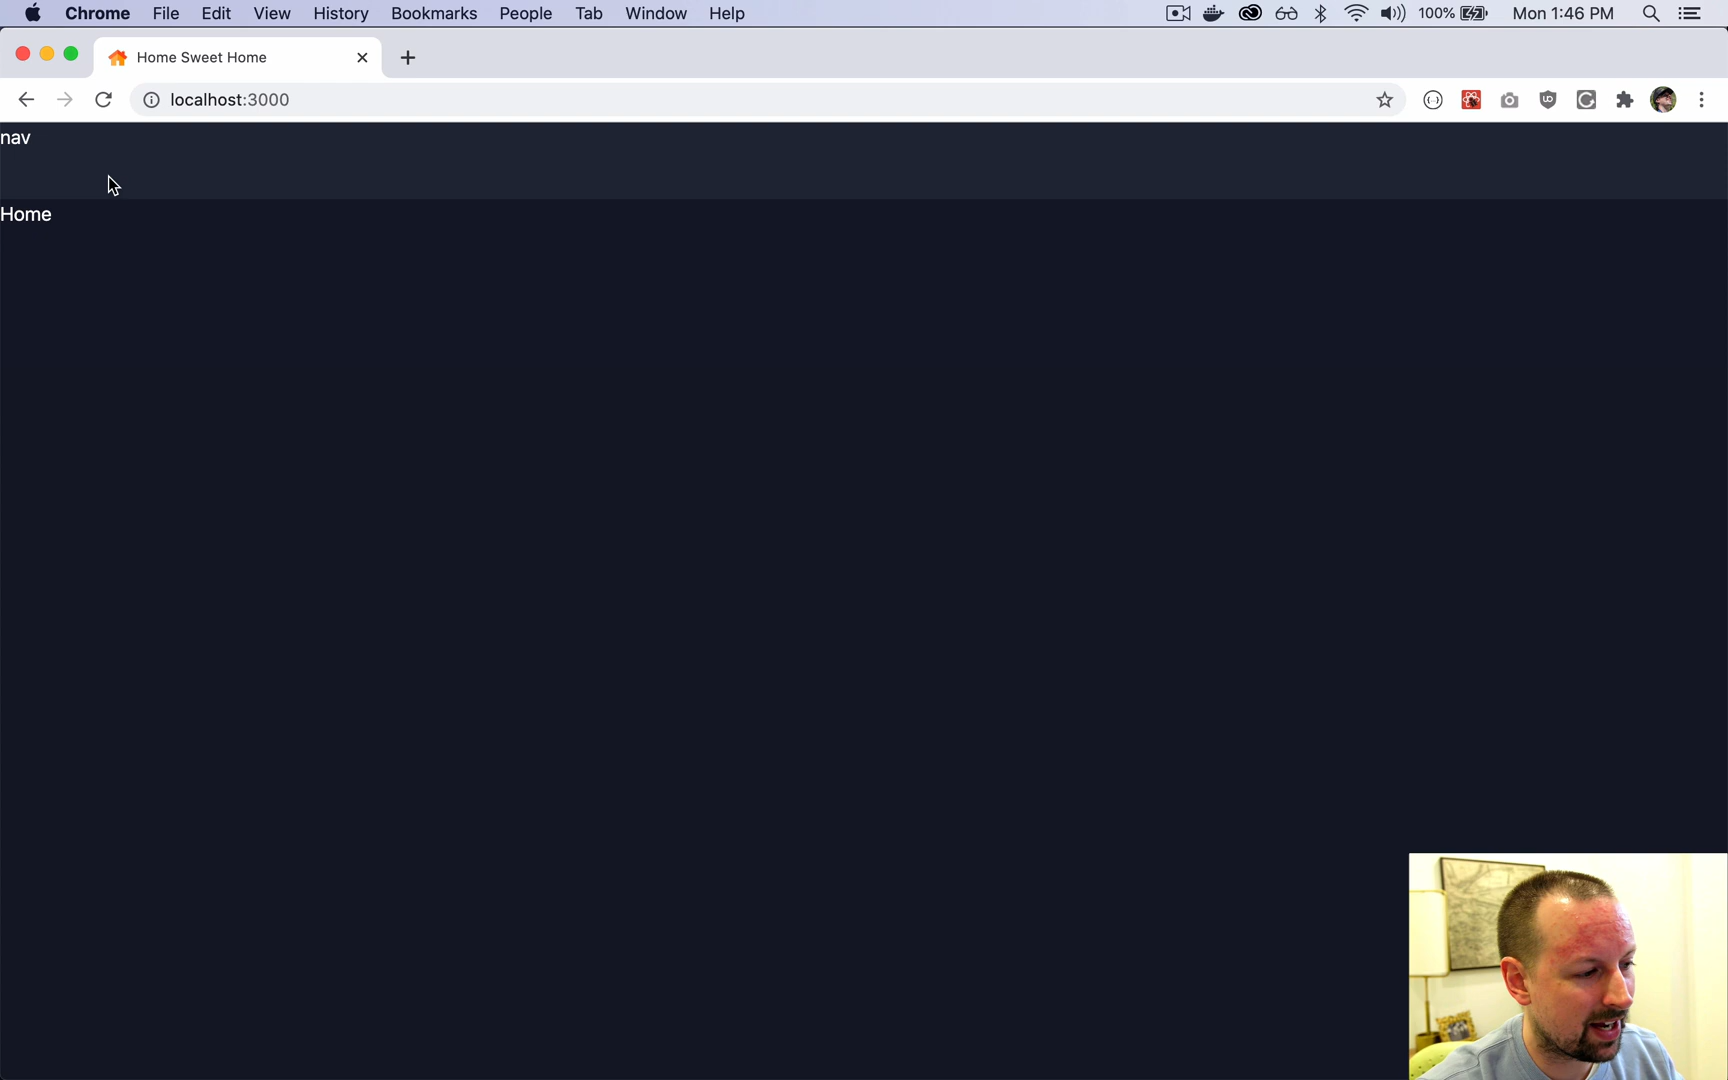 Chrome File Edit View History Bookmarks People Tab Window Help 100% Mon 1:46 PM
Home Sweet Home
localhost:3000
nav
Home